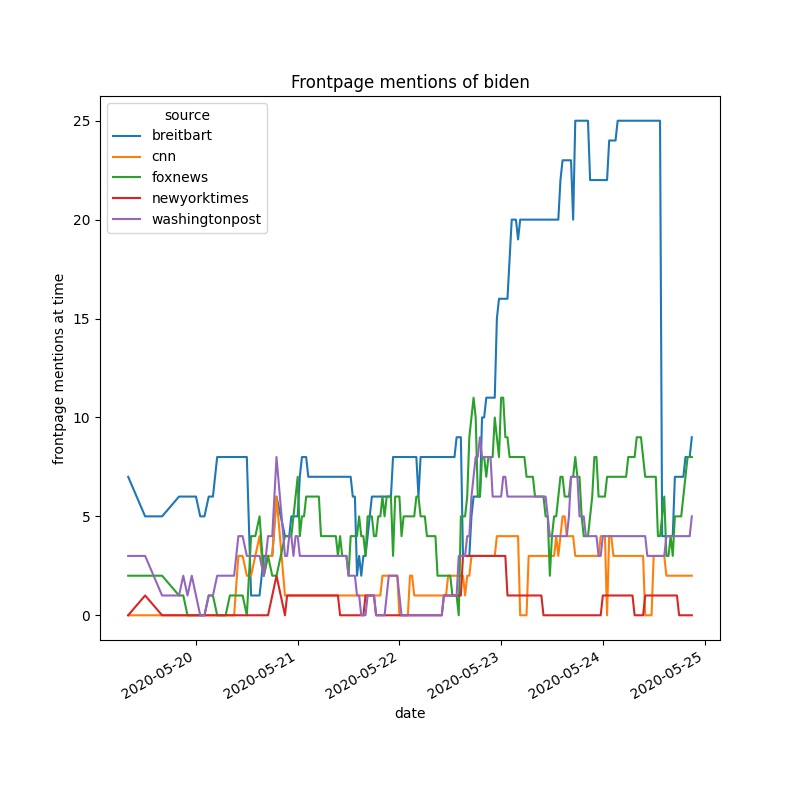 Frontpage mentions of biden
source
breitbart
cnn
foxnews
newyorktimes
washingtonpost
frontpage mentions at time
25
20
15
10
5
0
2020-05-20
2020-05-21
2020-05-22
2020-05-23
2020-05-24
2020-05-25
date